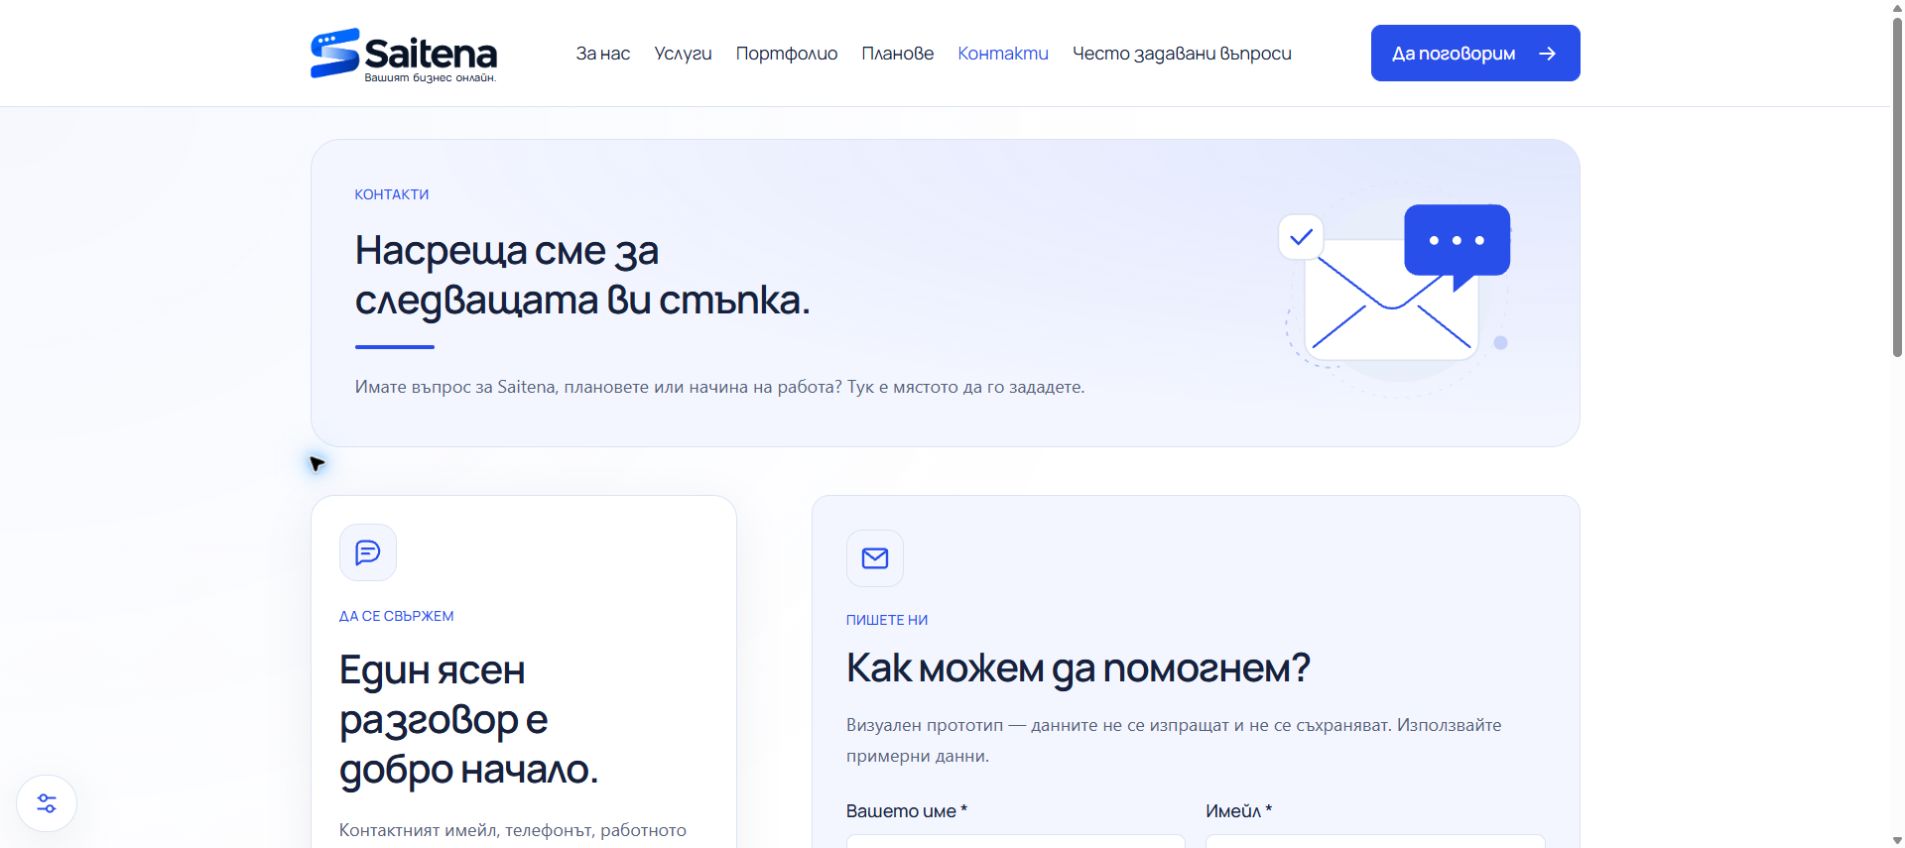 Saitena
Вашият бизнес онлайн.
За нас
Услуги
Портфолио
Планове
Контакти
Често задавани въпроси
Да поговорим
КОНТАКТИ
Насреща сме за
следващата ви стъпка.
Имате въпрос за Saitena, плановете или начина на работа? Тук е мястото да го зададете.
ДА СЕ СВЪРЖЕМ
Един ясен
разговор е
добро начало.
Контактният имейл, телефонът, работното
ПИШЕТЕ НИ
Как можем да помогнем?
Визуален прототип — данните не се изпращат и не се съхраняват. Използвайте
примерни данни.
Вашето име *
Имейл *